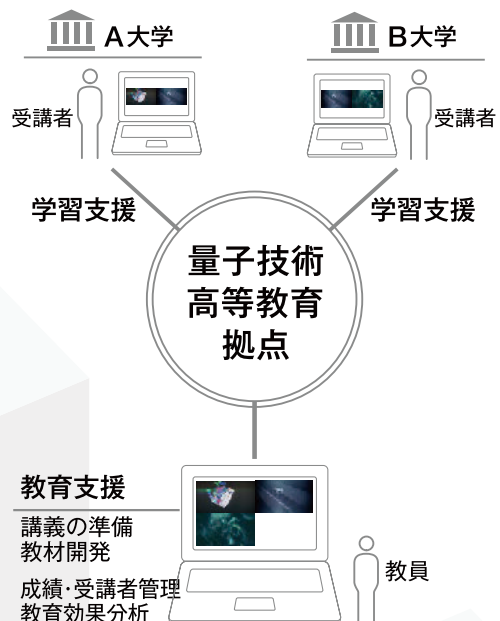 A大学
B大学
受講者
受講者
学習支援
学習支援
量子技術
高等教育
拠点
教育支援
講義の準備
教材開発
成績・受講者管理
教育効果分析
教員